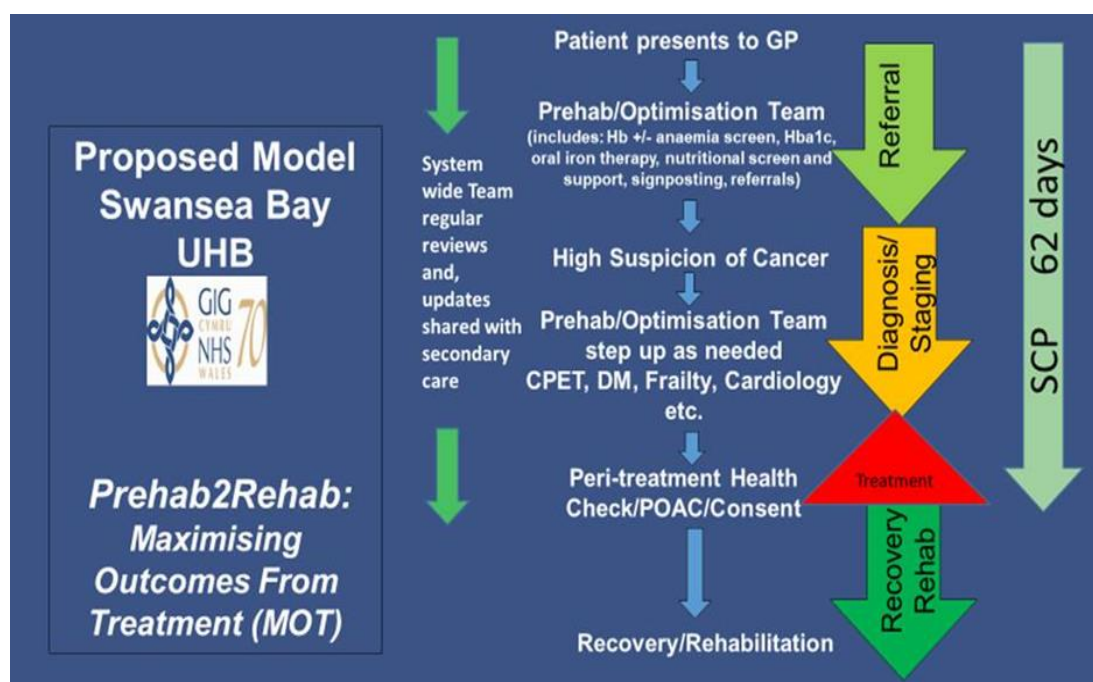 Proposed Model
Swansea Bay
UHB
GIG
CYMRU
NHS
WALES
70
Prehab2Rehab:
Maximising
Outcomes From
Treatment (MOT)
System
wide Team
regular
reviews
and,
updates
shared with
secondary
care
Patient presents to GP
Prehab/Optimisation Team
(includes: Hb +/- anaemia screen, Hba1c,
oral iron therapy, nutritional screen and
support, signposting, referrals)
High Suspicion of Cancer
Prehab/Optimisation Team
step up as needed
CPET, DM, Frailty, Cardiology
etc.
Peri-treatment Health
Check/POAC/Consent
Recovery/Rehabilitation
Referral
Diagnosis/
Staging
Treatment
Recovery
Rehab
SCP 62 days